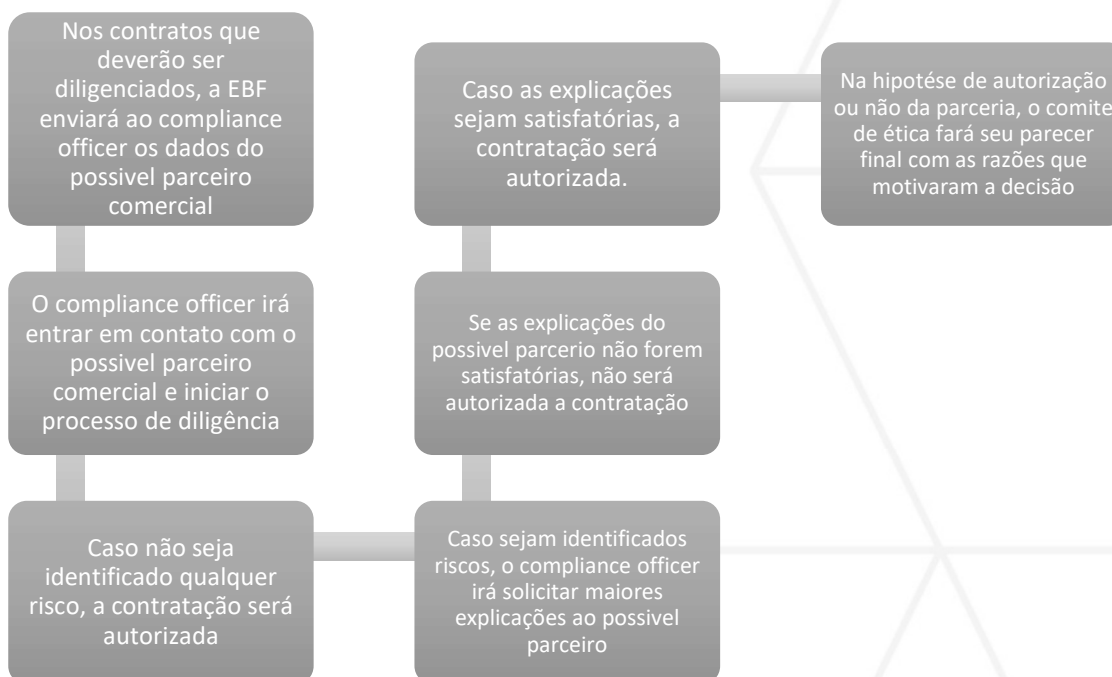 Nos contratos que
deverão ser
diligenciados, a EBF
enviará ao compliance
officer os dados do
possivel parceiro
comercial
O compliance officer irá
entrar em contato com o
possivel parceiro
comercial e iniciar o
processo de diligência
Caso não seja
identificado qualquer
risco, a contratação será
autorizada
Caso sejam identificados
riscos, o compliance officer
irá solicitar maiores
explicações ao possivel
parceiro
Se as explicações do
possivel parcerio não forem
satisfatórias, não será
autorizada a contratação
Caso as explicações
sejam satisfatórias, a
contratação será
autorizada.
Na hipotése de autorização
ou não da parceria, o comite
de ética fará seu parecer
final com as razões que
motivaram a decisão